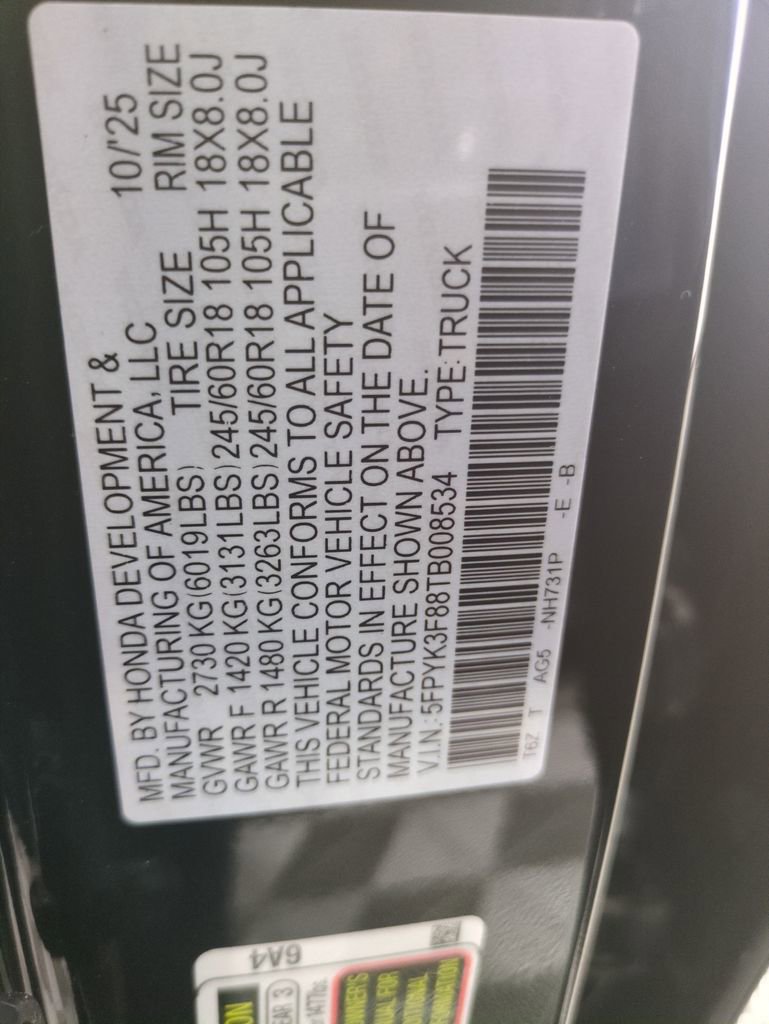 MFD. BY HONDA DEVELOPMENT & 10/'25
MANUFACTURING OF AMERICA, LLC
TIRE SIZE RIM SIZE
GVWR 2730 KG (6019LBS)
GAWR F 1420 KG (3131LBS) 245/60R18 105H 18X8.0J
GAWR R 1480 KG (3263LBS) 245/60R18 105H 18X8.0J
THIS VEHICLE CONFORMS TO ALL APPLICABLE
FEDERAL MOTOR VEHICLE SAFETY
STANDARDS IN EFFECT ON THE DATE OF
MANUFACTURE SHOWN ABOVE.
V.I.N.: 5FPYK3F88TB008534 TYPE: TRUCK
T6Z T AG5 -NH731P -E -B
6A4
EAR 3